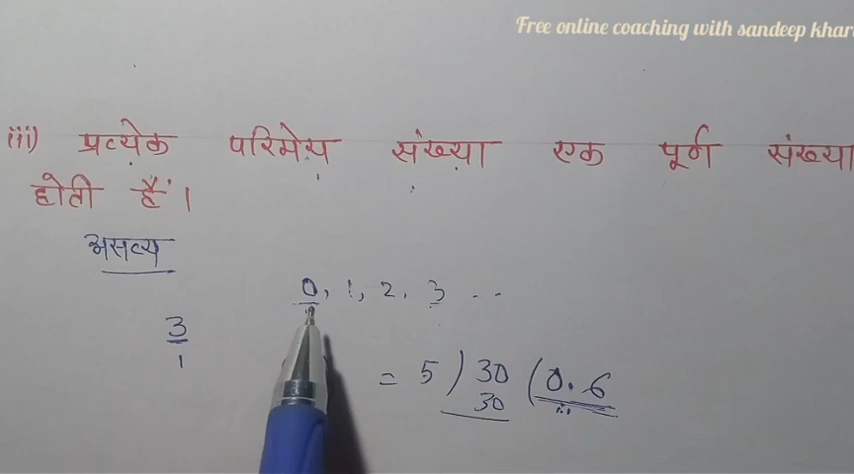 Free online coaching with sandeep khar
iii) प्रत्येक परिमेय संख्या एक पूर्ण संख्या
होती है।
असत्य
0, 1, 2, 3 ..
3
1
= 5 ) 30 ( 0.6
30